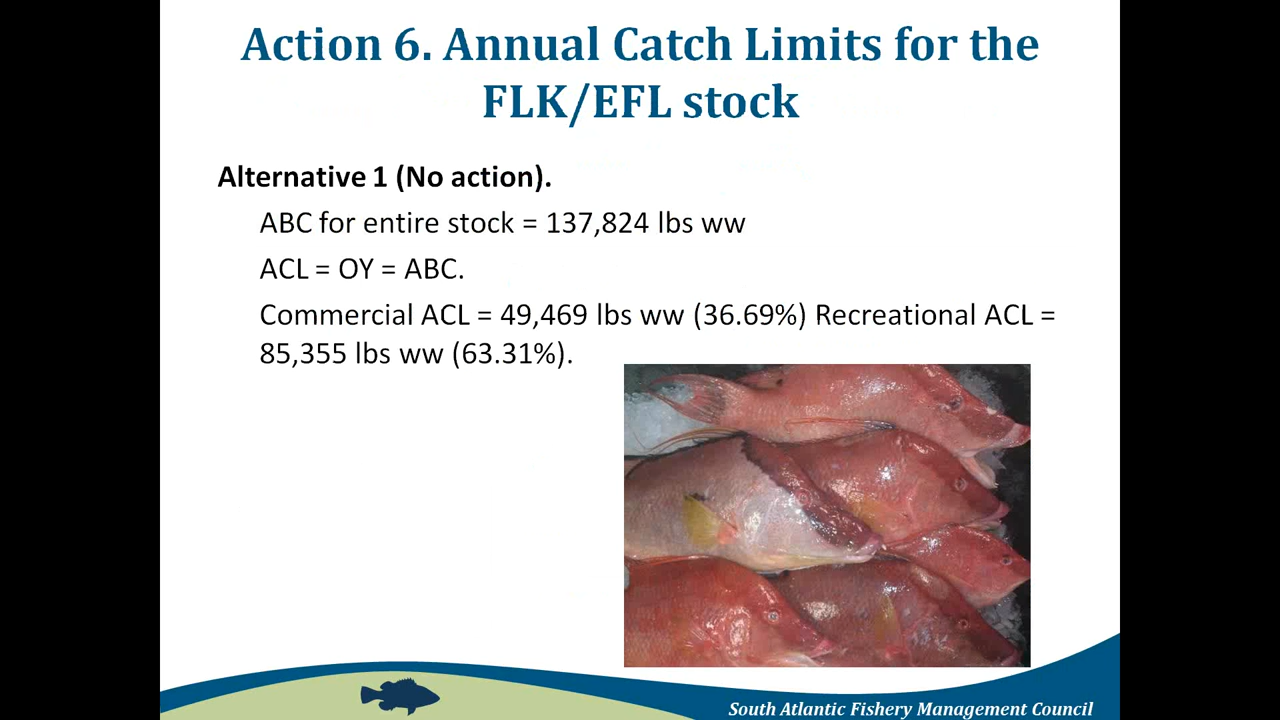 Action 6. Annual Catch Limits for the
FLK/EFL stock
Alternative 1 (No action).
ABC for entire stock = 137,824 lbs ww
ACL = OY = ABC.
Commercial ACL = 49,469 lbs ww (36.69%) Recreational ACL =
85,355 lbs ww (63.31%).
South Atlantic Fishery Management Council